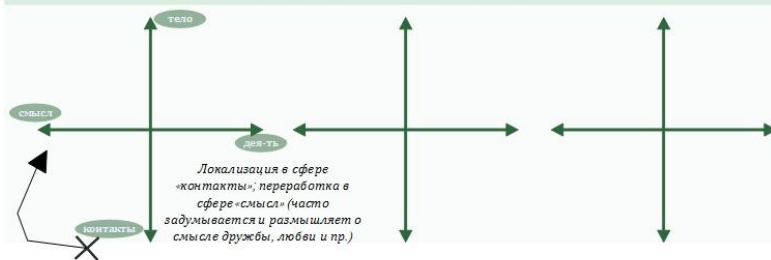 тело
смысл
дея-ть
Локализация в сфере
«контакты»; переработка в
сфере «смысл» (часто
задумывается и размышляет о
смысле дружбы, любви и пр.)
контакты